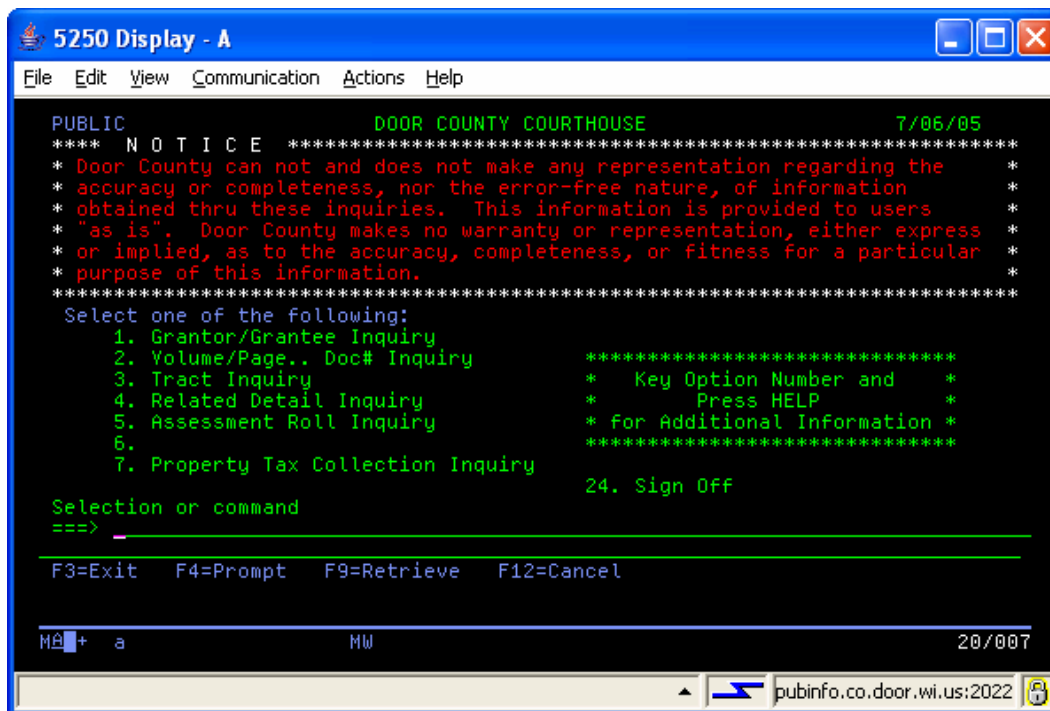 5250 Display - A
File Edit View Communication Actions Help
PUBLIC DOOR COUNTY COURTHOUSE 7/06/05
**** N O T I C E ***********************************************************
* Door County can not and does not make any representation regarding the *
* accuracy or completeness, nor the error-free nature, of information *
* obtained thru these inquiries. This information is provided to users *
* "as is". Door County makes no warranty or representation, either express *
* or implied, as to the accuracy, completeness, or fitness for a particular *
* purpose of this information. *
******************************************************************************
Select one of the following:
1. Grantor/Grantee Inquiry
2. Volume/Page.. Doc# Inquiry ******************************
3. Tract Inquiry * Key Option Number and *
4. Related Detail Inquiry * Press HELP *
5. Assessment Roll Inquiry * for Additional Information *
6. ******************************
7. Property Tax Collection Inquiry
24. Sign Off
Selection or command
===>
F3=Exit F4=Prompt F9=Retrieve F12=Cancel
MA + a MW 20/007
pubinfo.co.door.wi.us:2022